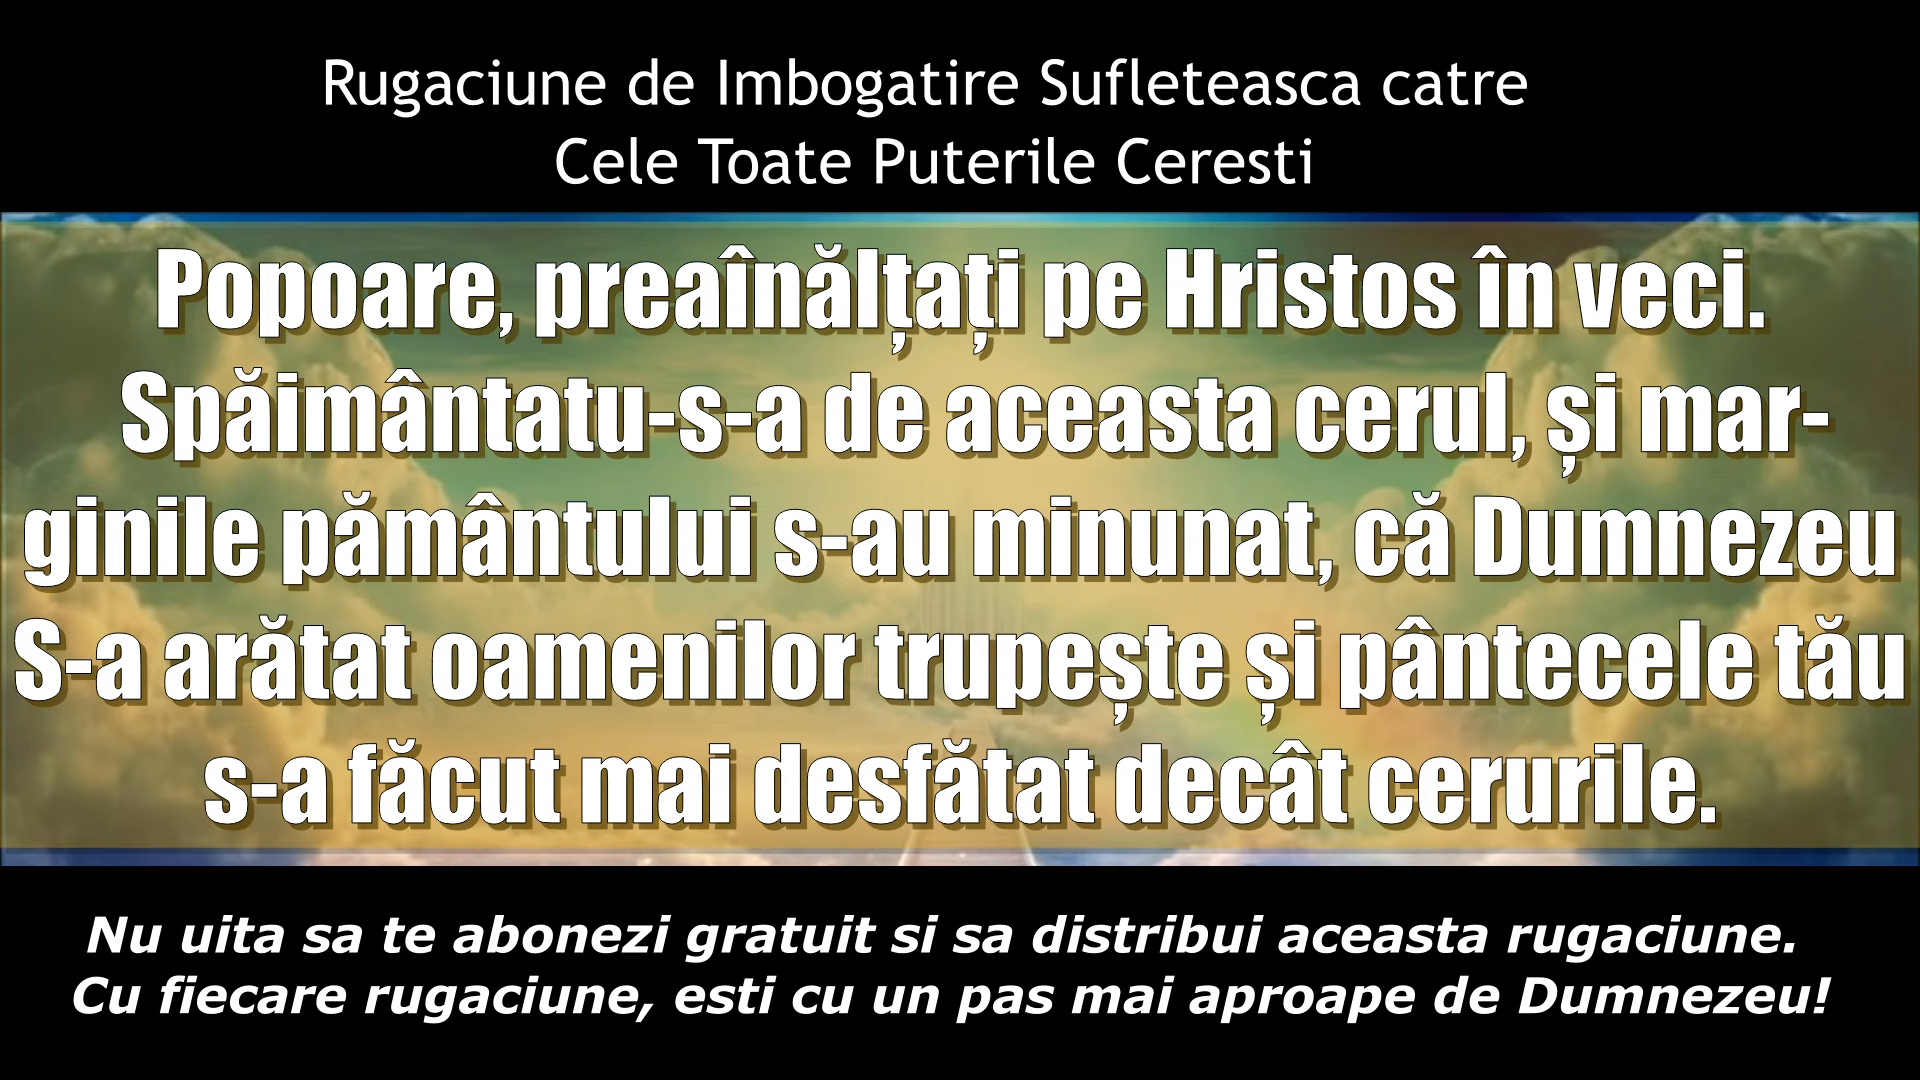 Rugaciune de Imbogatire Sufleteasca catre
Cele Toate Puterile Ceresti
Popoare, preaînălțați pe Hristos în veci.
Spăimântatu-s-a de aceasta cerul, și mar-
ginile pământului s-au minunat, că Dumnezeu
S-a arătat oamenilor trupește și pântecele tău
s-a făcut mai desfătat decât cerurile.
Nu uita sa te abonezi gratuit si sa distribui aceasta rugaciune.
Cu fiecare rugaciune, esti cu un pas mai aproape de Dumnezeu!